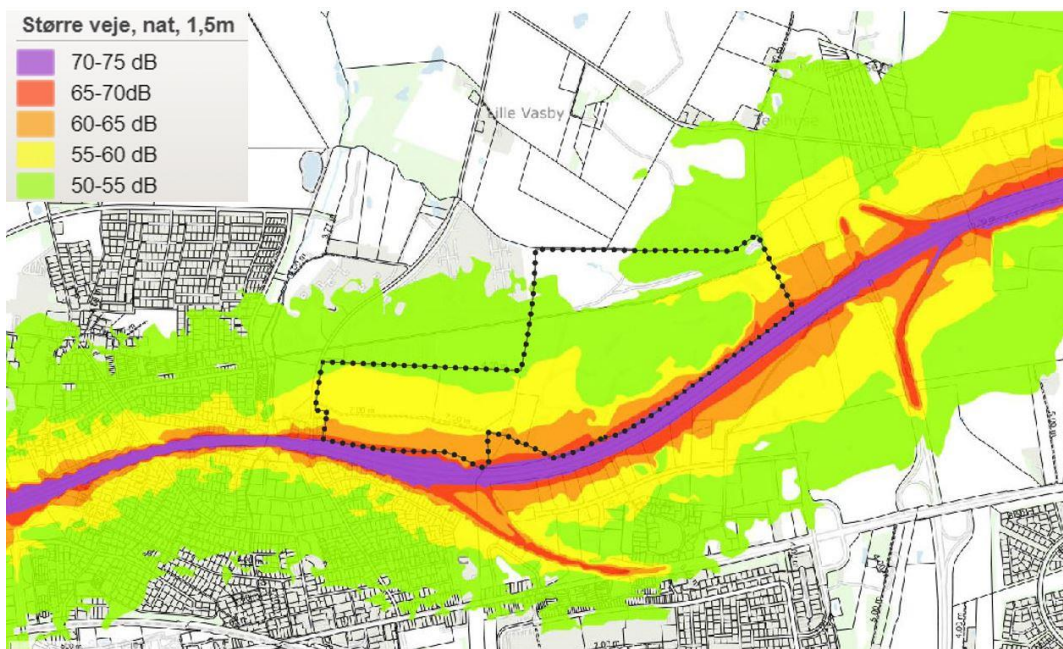 Større veje, nat, 1,5m
70-75 dB
65-70dB
60-65 dB
55-60 dB
50-55 dB
Lille Vasby